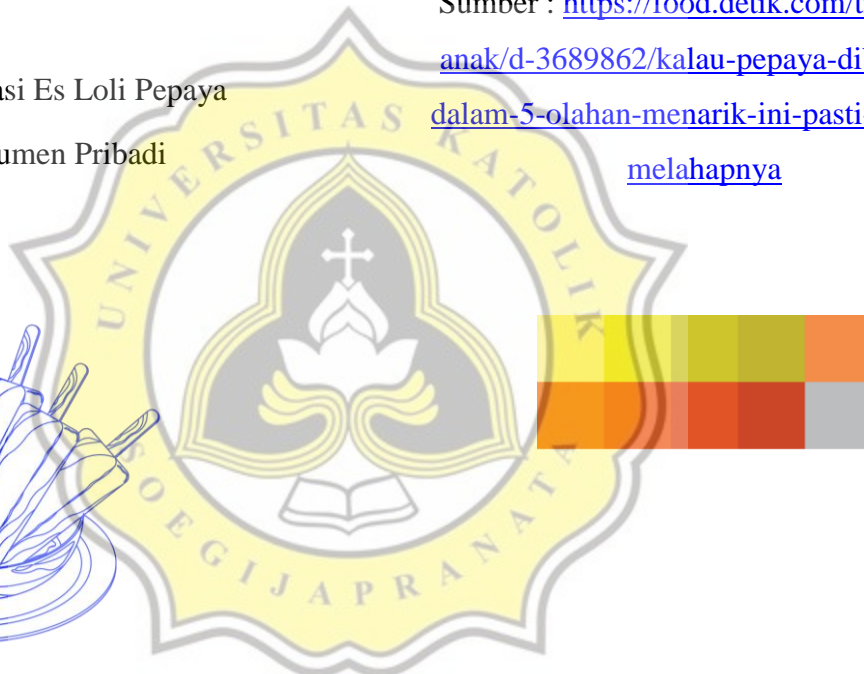 Sumber : https://food.detik.com/t
anak/d-3689862/kalau-pepaya-di
dalam-5-olahan-menarik-ini-pasti-
melahapnya
asi Es Loli Pepaya
umen Pribadi
UNIVERSITAS KATOLIK
SOEGIJAPRANATA